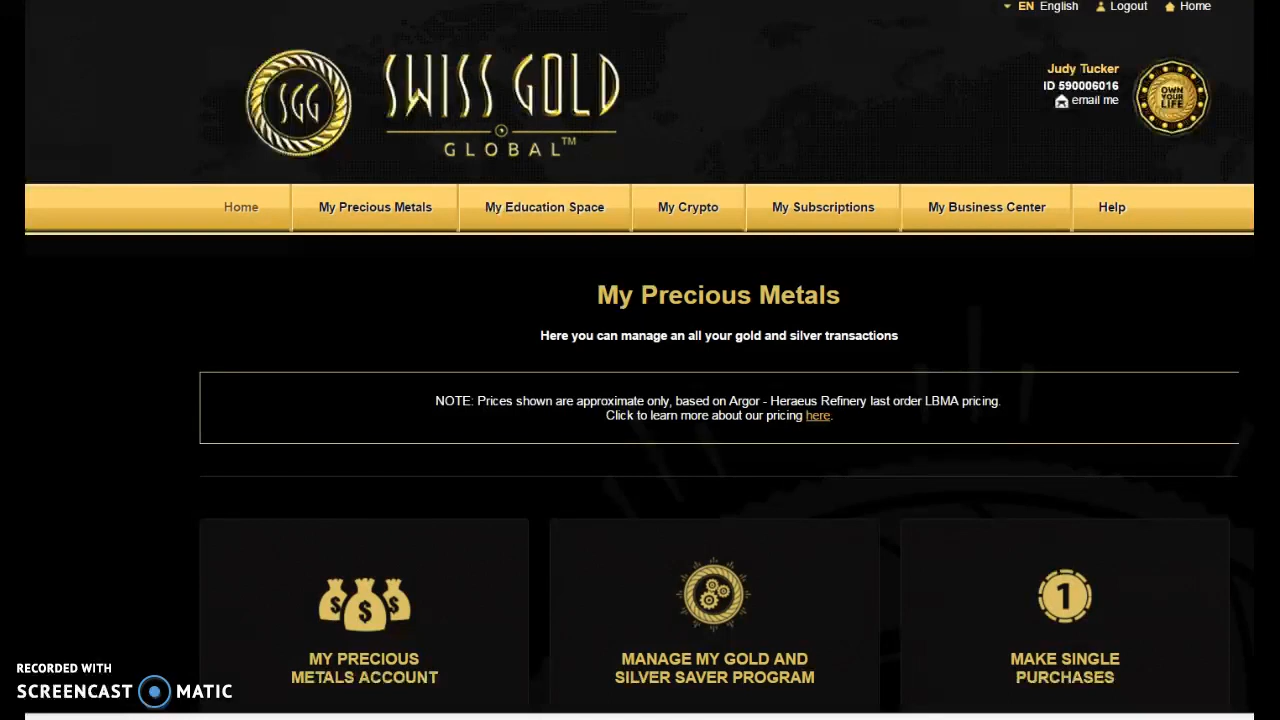 EN English Logout Home
SGG
SWISS GOLD
GLOBAL™
Judy Tucker
ID 590006016
email me
OWN
YOUR
LIFE
Home My Precious Metals My Education Space My Crypto My Subscriptions My Business Center Help
My Precious Metals
Here you can manage an all your gold and silver transactions
NOTE: Prices shown are approximate only, based on Argor - Heraeus Refinery last order LBMA pricing.
Click to learn more about our pricing here.
$ $ $
1
MY PRECIOUS
METALS ACCOUNT
MANAGE MY GOLD AND
SILVER SAVER PROGRAM
MAKE SINGLE
PURCHASES
RECORDED WITH
SCREENCAST MATIC